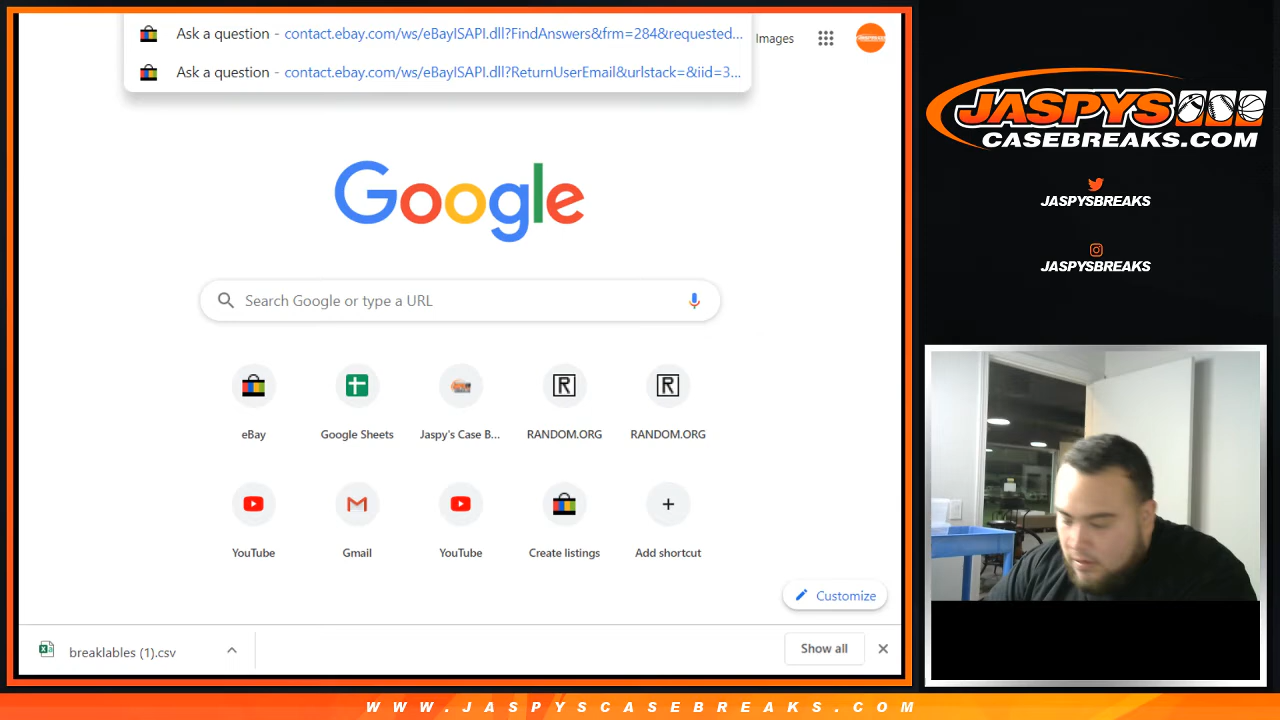 Ask a question - contact.ebay.com/ws/eBayISAPI.dll?FindAnswers&frm=284&requested...
Ask a question - contact.ebay.com/ws/eBayISAPI.dll?ReturnUserEmail&urlstack=&iid=3...
Images
Google
Search Google or type a URL
eBay
Google Sheets
Jaspy's Case B...
RANDOM.ORG
RANDOM.ORG
YouTube
Gmail
YouTube
Create listings
Add shortcut
Customize
breaklables (1).csv
Show all
JASPYS
CASEBREAKS.COM
JASPYSBREAKS
JASPYSBREAKS
WWW.JASPYSCASEBREAKS.COM